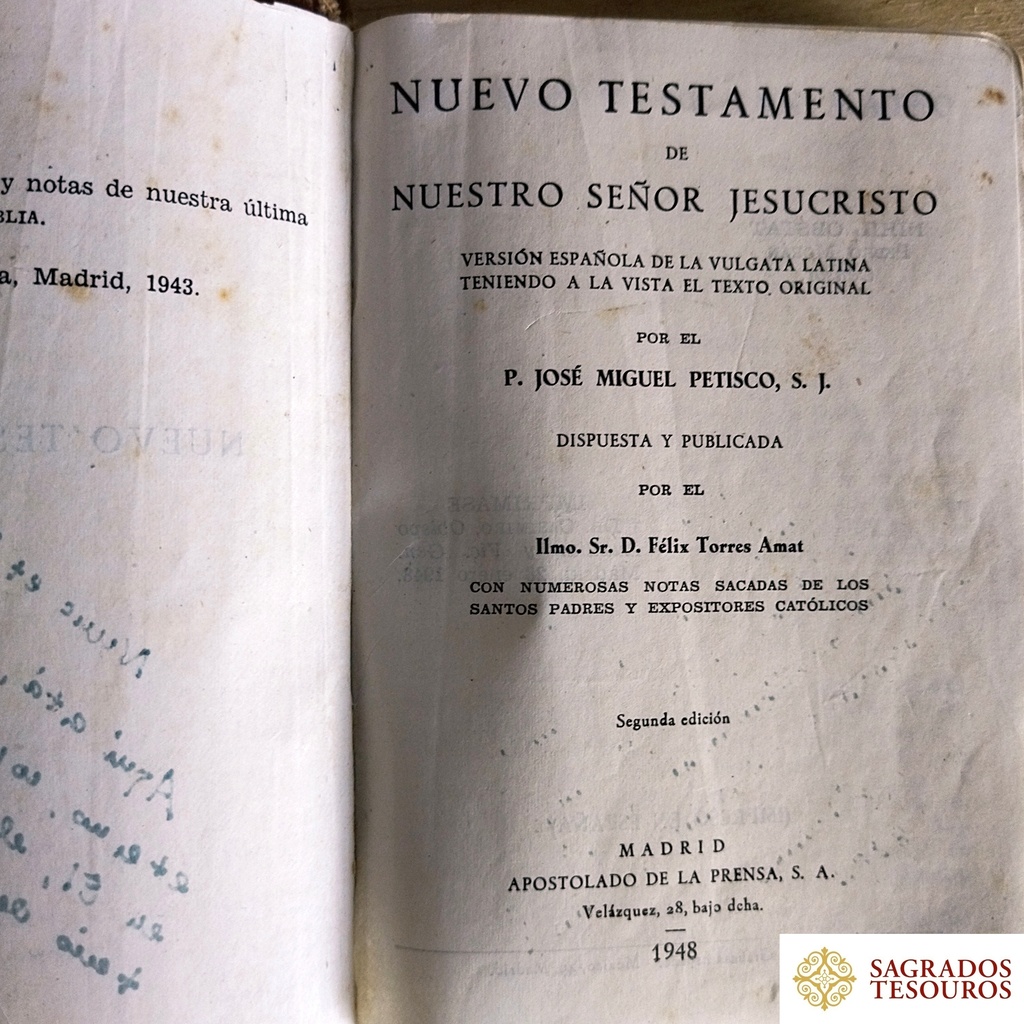 y notas de nuestra última
BLIA.
a, Madrid, 1943.
NUEVO TESTAMENTO
DE
NUESTRO SEÑOR JESUCRISTO
VERSIÓN ESPAÑOLA DE LA VULGATA LATINA
TENIENDO A LA VISTA EL TEXTO ORIGINAL
POR EL
P. JOSÉ MIGUEL PETISCO, S. J.
DISPUESTA Y PUBLICADA
POR EL
Ilmo. Sr. D. Félix Torres Amat
CON NUMEROSAS NOTAS SACADAS DE LOS
SANTOS PADRES Y EXPOSITORES CATÓLICOS
Segunda edición
MADRID
APOSTOLADO DE LA PRENSA, S. A.
Velázquez, 28, bajo dcha.
1948
SAGRADOS
TESOUROS